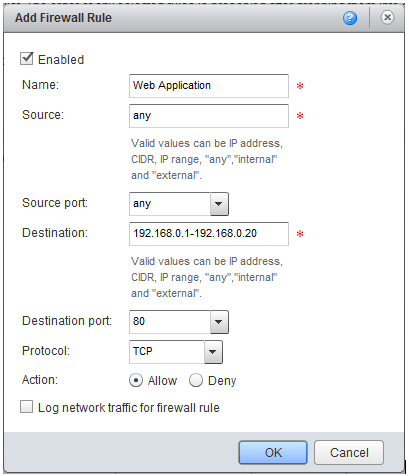 Add Firewall Rule
?
Enabled
Name: Web Application *
Source: any *
Valid values can be IP address,
CIDR, IP range, "any","internal"
and "external".
Source port: any
Destination: 192.168.0.1-192.168.0.20 *
Valid values can be IP address,
CIDR, IP range, "any","internal"
and "external".
Destination port: 80
Protocol: TCP
Action: Allow Deny
Log network traffic for firewall rule
OK Cancel